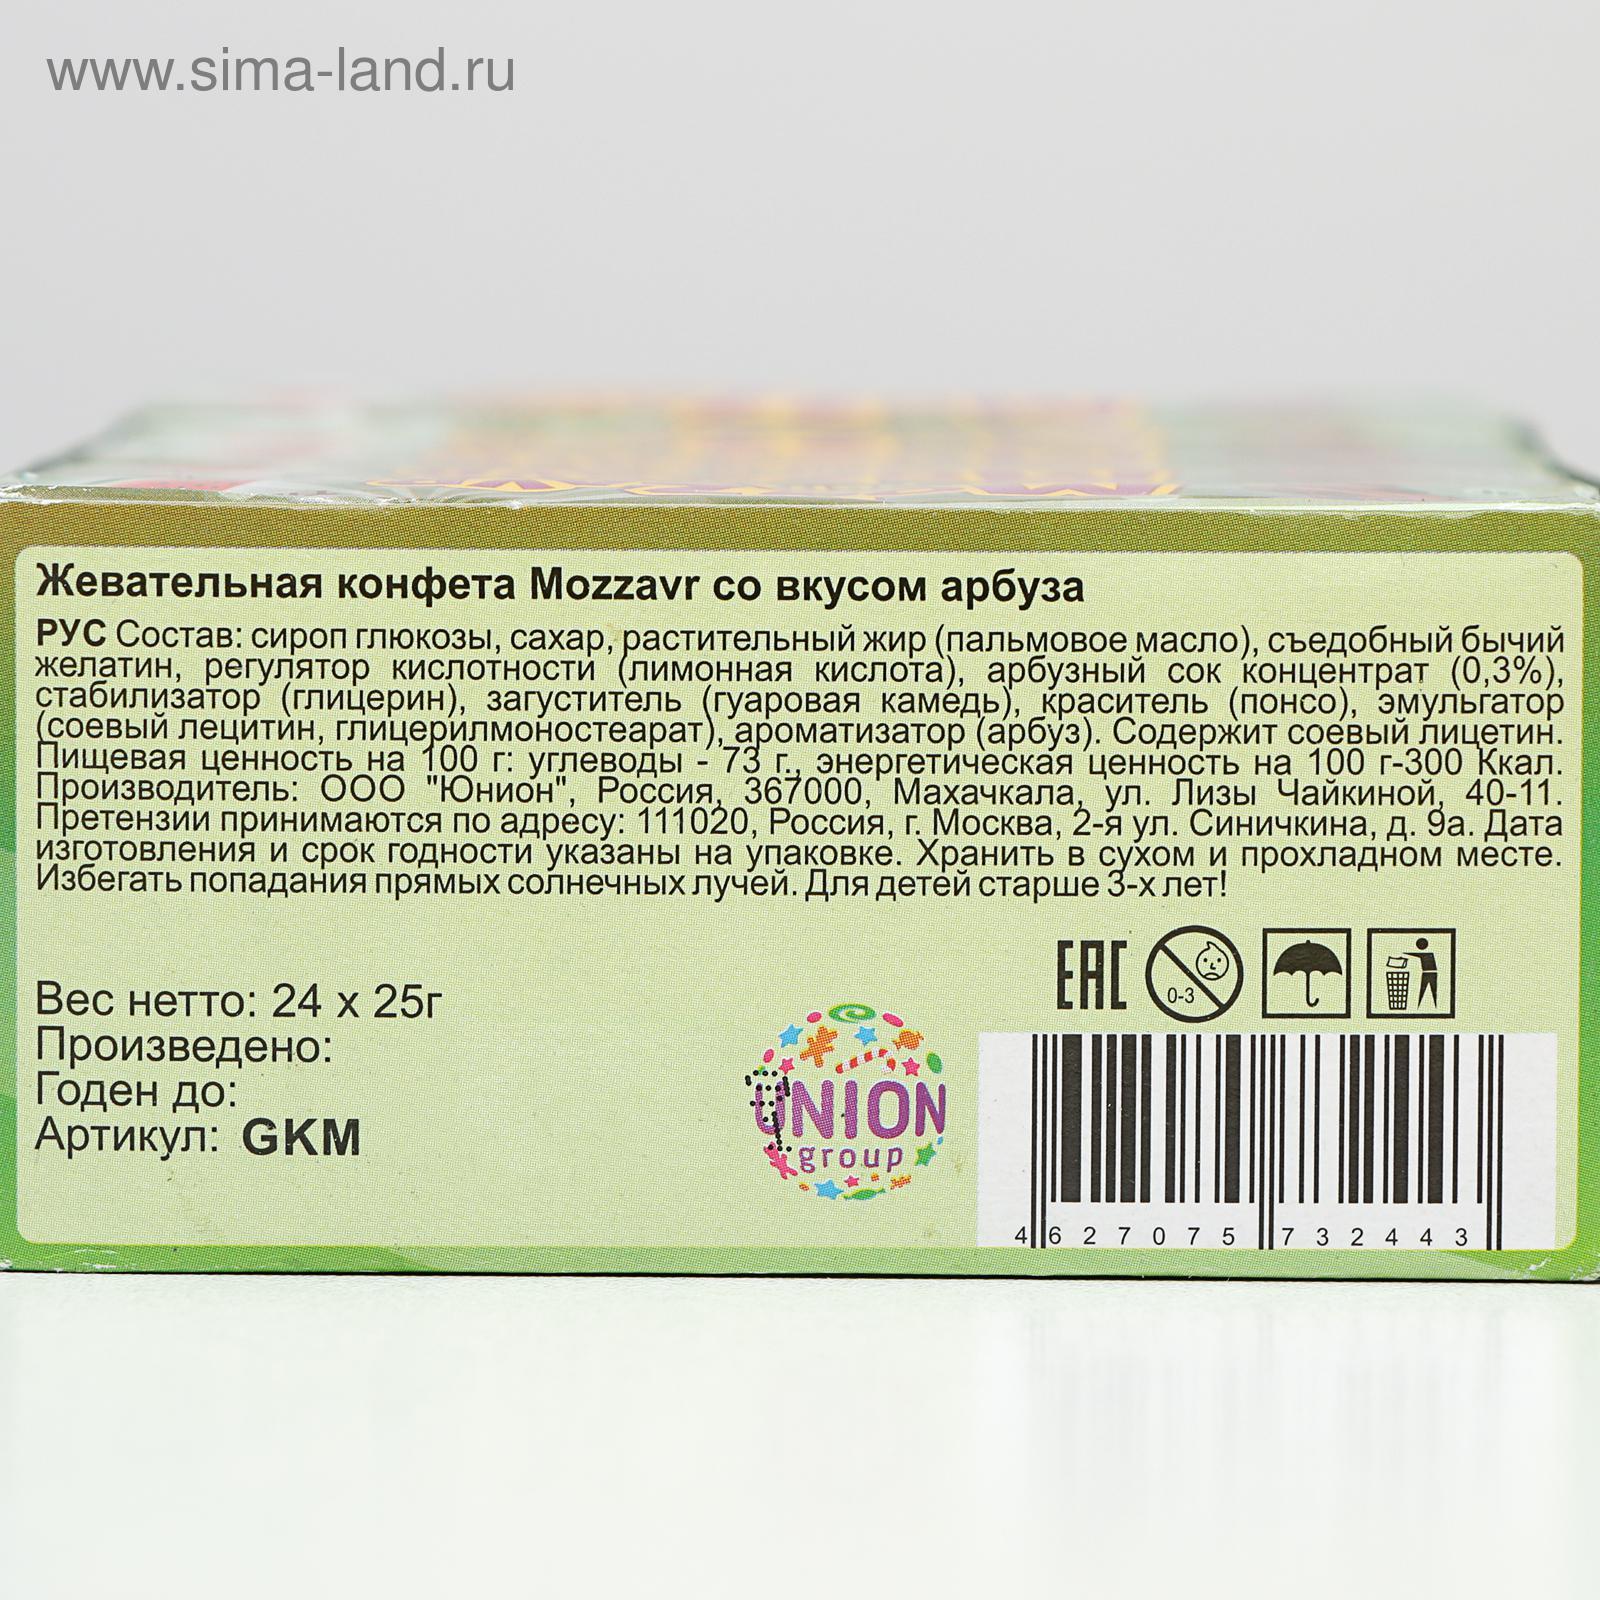 www.sima-land.ru
Жевательная конфета Mozzavr со вкусом арбуза
РУС Состав: сироп глюкозы, сахар, растительный жир (пальмовое масло), съедобный бычий
желатин, регулятор кислотности (лимонная кислота), арбузный сок концентрат (0,3%),
стабилизатор (глицерин), загуститель (гуаровая камедь), краситель (понсо), эмульгатор
(соевый лецитин, глицерилмоностеарат), ароматизатор (арбуз). Содержит соевый лицетин.
Пищевая ценность на 100 г: углеводы - 73 г., энергетическая ценность на 100 г-300 Ккал.
Производитель: ООО "Юнион", Россия, 367000, Махачкала, ул. Лизы Чайкиной, 40-11.
Претензии принимаются по адресу: 111020, Россия, г. Москва, 2-я ул. Синичкина, д. 9а. Дата
изготовления и срок годности указаны на упаковке. Хранить в сухом и прохладном месте.
Избегать попадания прямых солнечных лучей. Для детей старше 3-х лет!
EAC
0-3
Вес нетто: 24 x 25г
Произведено:
Годен до:
Артикул: GKM
UNION
group
4 627075 732443